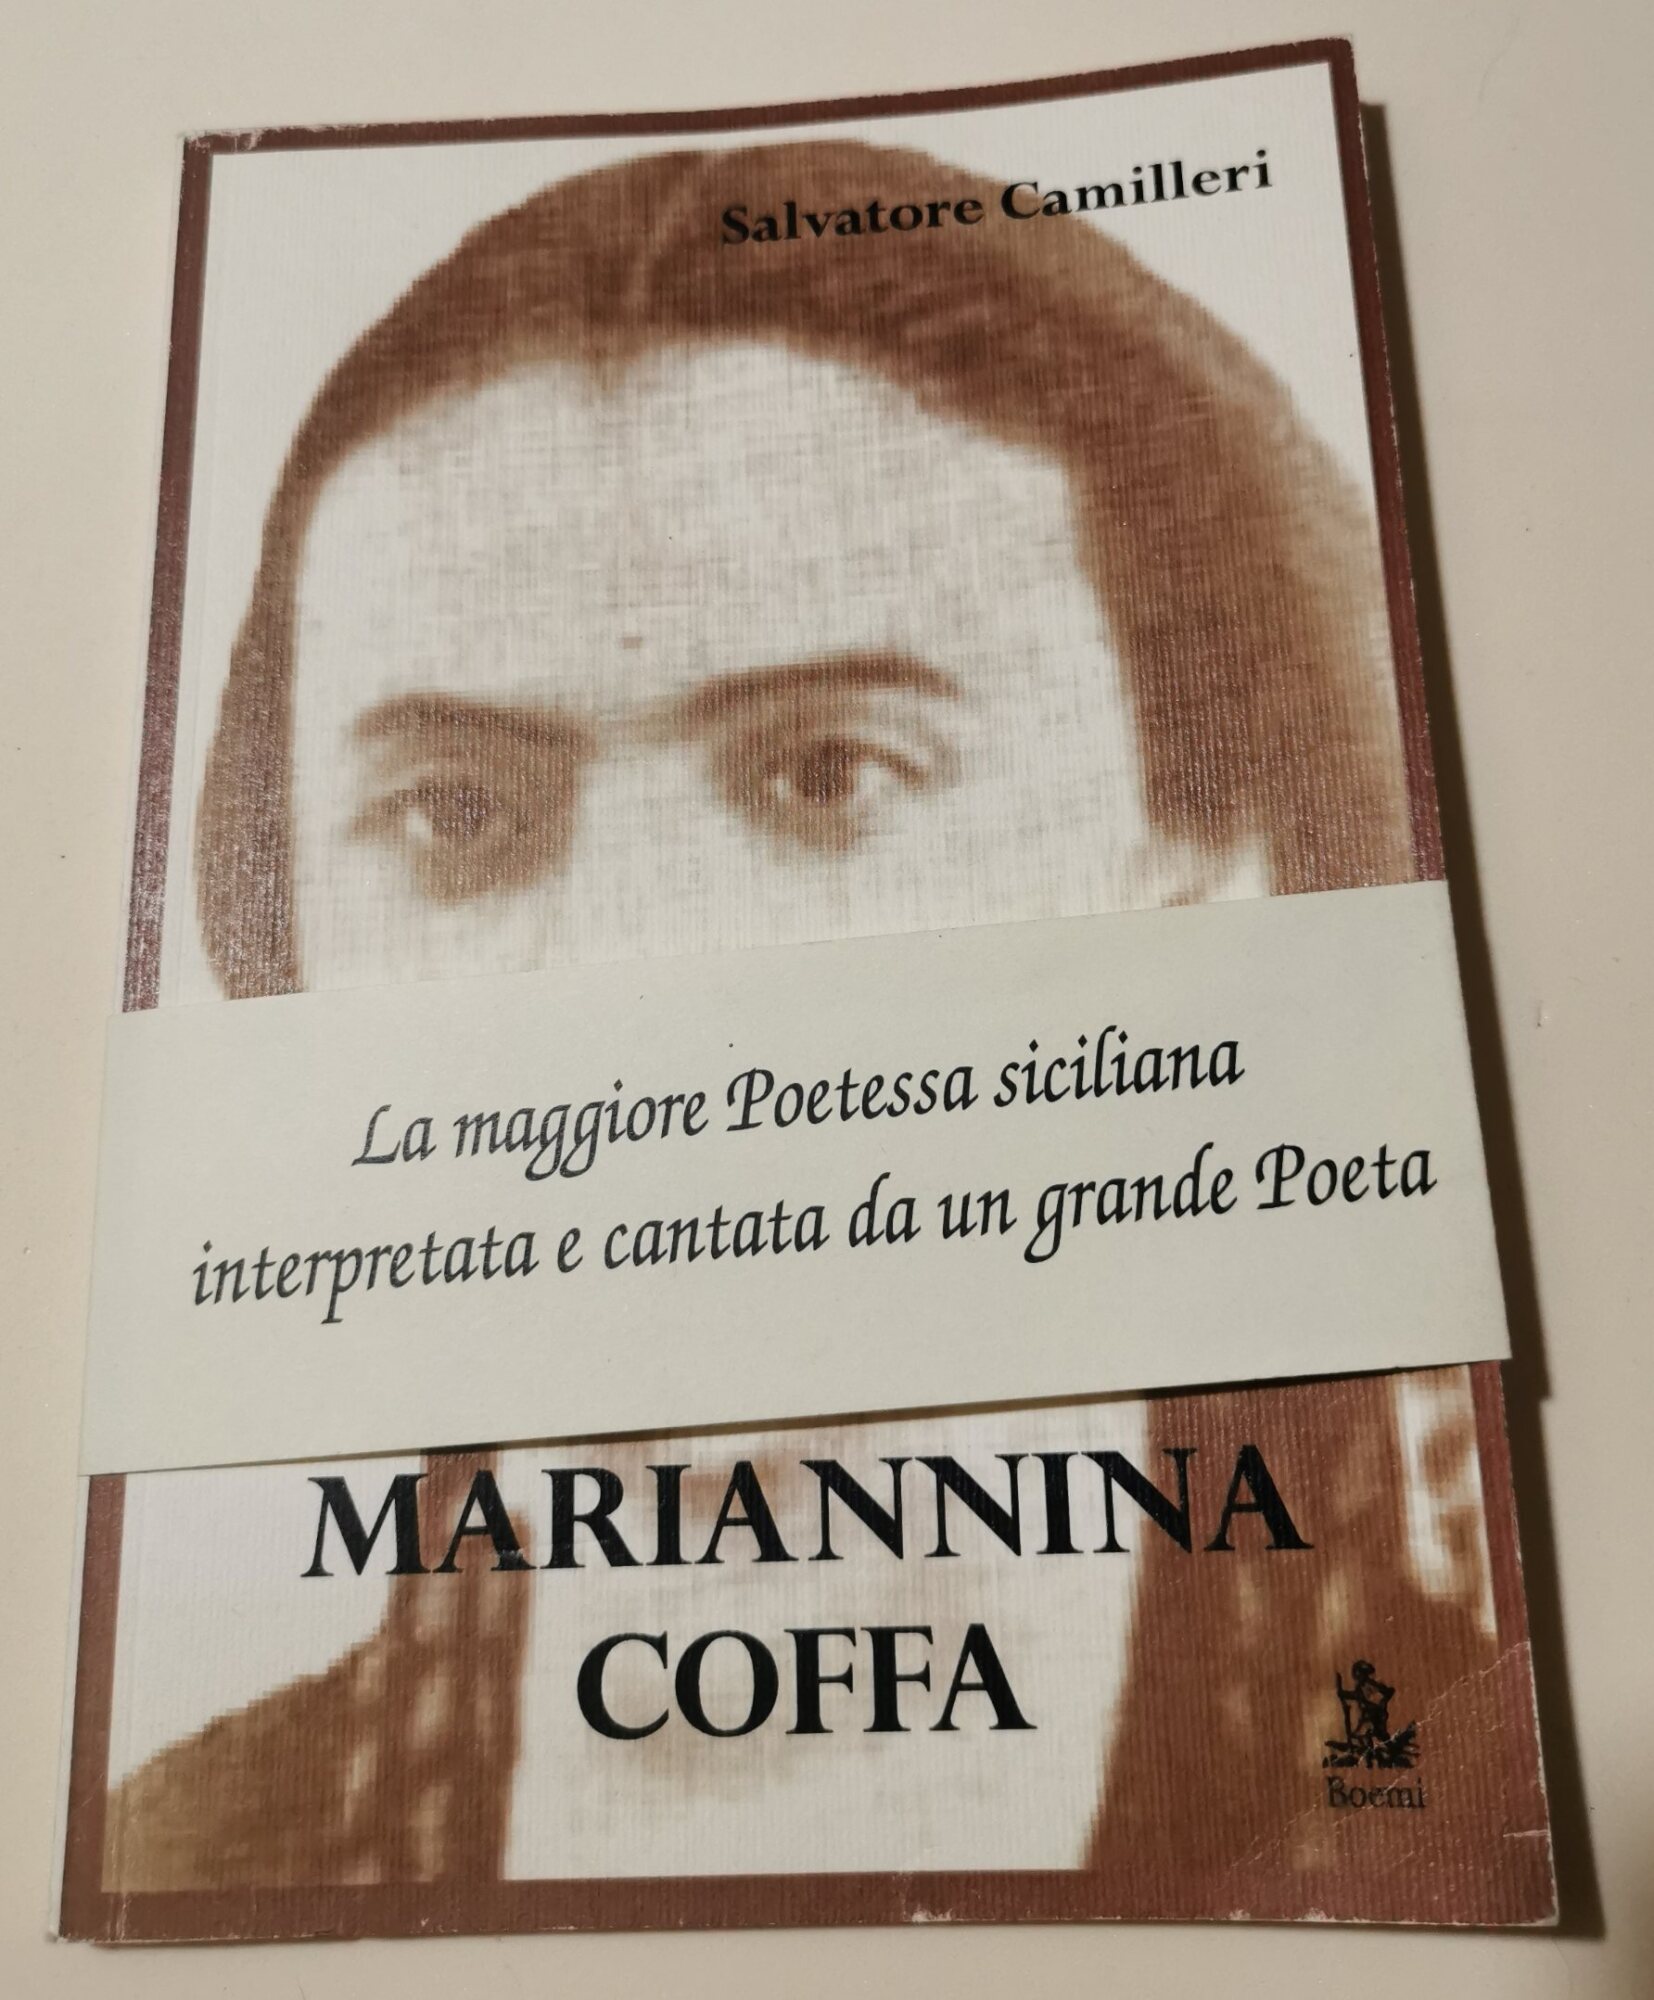 Salvatore Camilleri
La maggiore Poetessa siciliana
interpretata e cantata da un grande Poeta
MARIANNINA
COFFA
Boemi